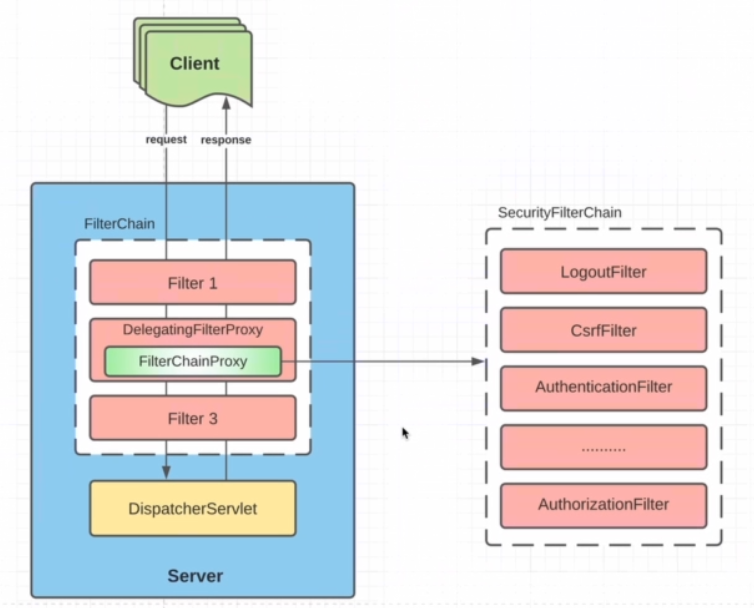 Client
request
response
FilterChain
Filter 1
DelegatingFilterProxy
FilterChainProxy
Filter 3
DispatcherServlet
Server
SecurityFilterChain
LogoutFilter
CsrfFilter
AuthenticationFilter
..........
AuthorizationFilter